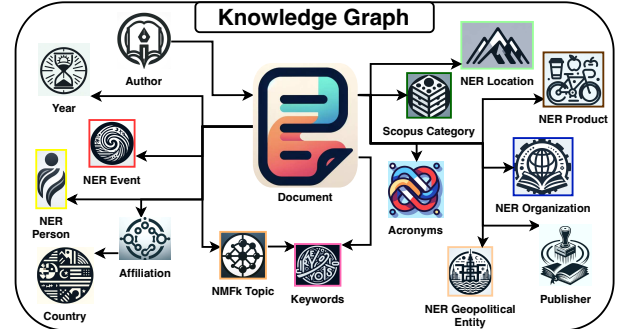 Knowledge Graph
Author
Year
NER Location
NER Product
Scopus Category
NER Event
Document
NER
Person
Acronyms
NER Organization
Affiliation
Country
NMFk Topic
Keywords
NER Geopolitical
Entity
Publisher